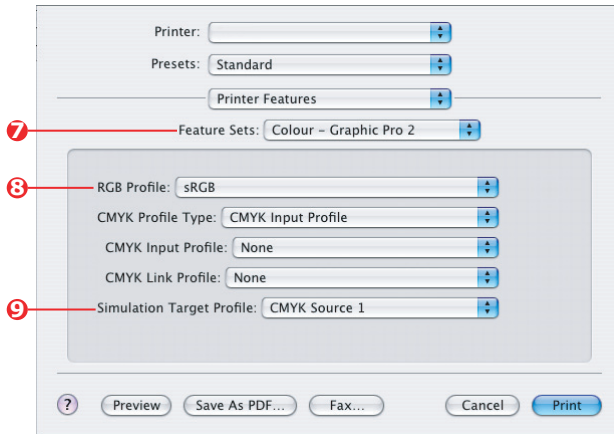 Printer:
Presets: Standard
Printer Features
7 Feature Sets: Colour – Graphic Pro 2
8 RGB Profile: sRGB
CMYK Profile Type: CMYK Input Profile
CMYK Input Profile: None
CMYK Link Profile: None
9 Simulation Target Profile: CMYK Source 1
? Preview Save As PDF... Fax... Cancel Print